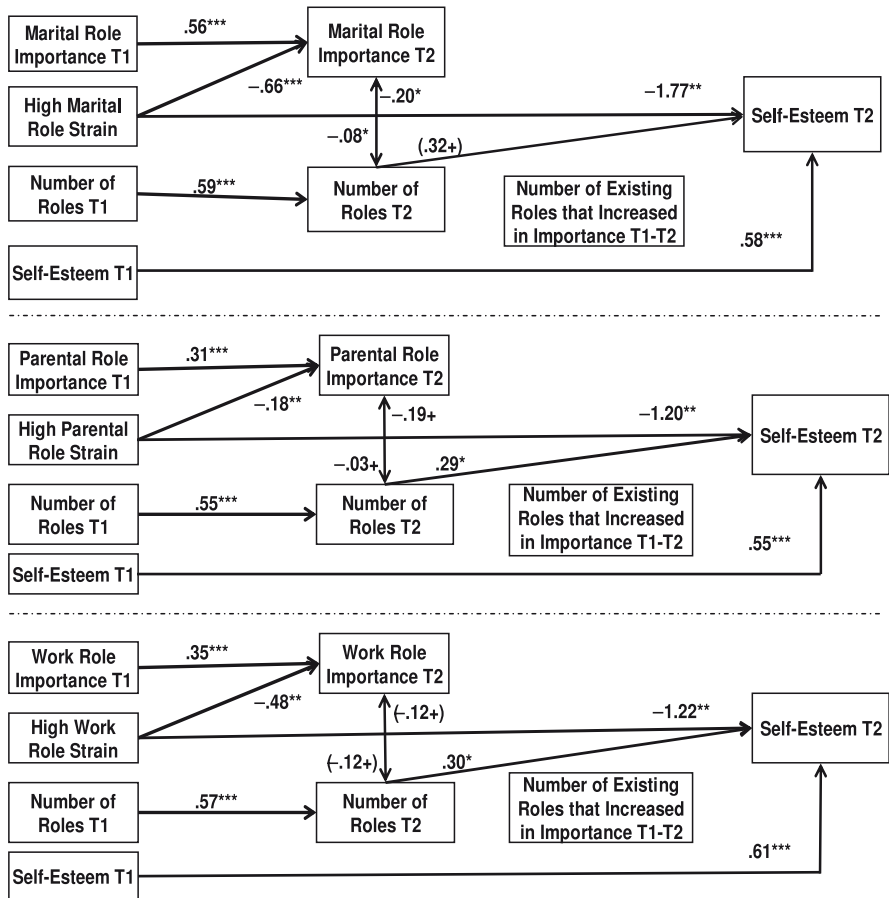 Marital Role
Importance T1
.56***
Marital Role
Importance T2
High Marital
Role Strain
–.66***
–.20*
–1.77**
Self-Esteem T2
–.08*
(.32+)
Number of
Roles T1
.59***
Number of
Roles T2
Number of Existing
Roles that Increased
in Importance T1-T2
.58***
Self-Esteem T1
Parental Role
Importance T1
.31***
Parental Role
Importance T2
High Parental
Role Strain
–.18**
–.19+
–1.20**
Self-Esteem T2
–.03+
.29*
Number of
Roles T1
.55***
Number of
Roles T2
Number of Existing
Roles that Increased
in Importance T1-T2
.55***
Self-Esteem T1
Work Role
Importance T1
.35***
Work Role
Importance T2
High Work
Role Strain
–.48**
(–.12+)
–1.22**
Self-Esteem T2
(–.12+)
.30*
Number of
Roles T1
.57***
Number of
Roles T2
Number of Existing
Roles that Increased
in Importance T1-T2
.61***
Self-Esteem T1